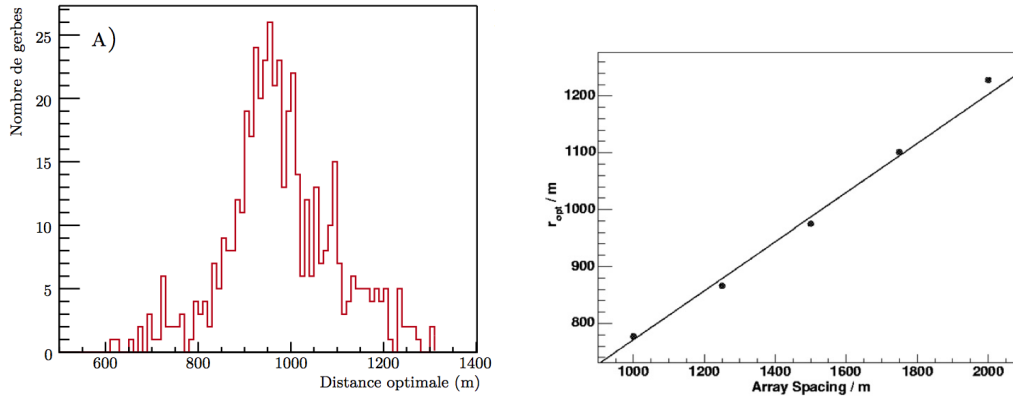 Nombre de gerbes
A)
25
20
15
10
5
0
600 800 1000 1200 1400
Distance optimale (m)
r_opt / m
1200
1100
1000
900
800
1000 1200 1400 1600 1800 2000
Array Spacing / m